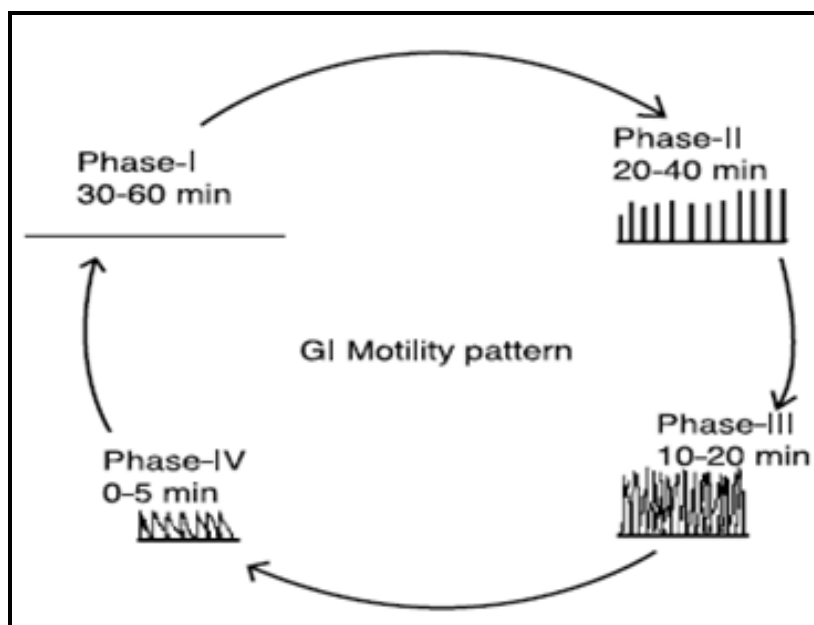 Phase-I
30-60 min
Phase-II
20-40 min
GI Motility pattern
Phase-III
10-20 min
Phase-IV
0-5 min